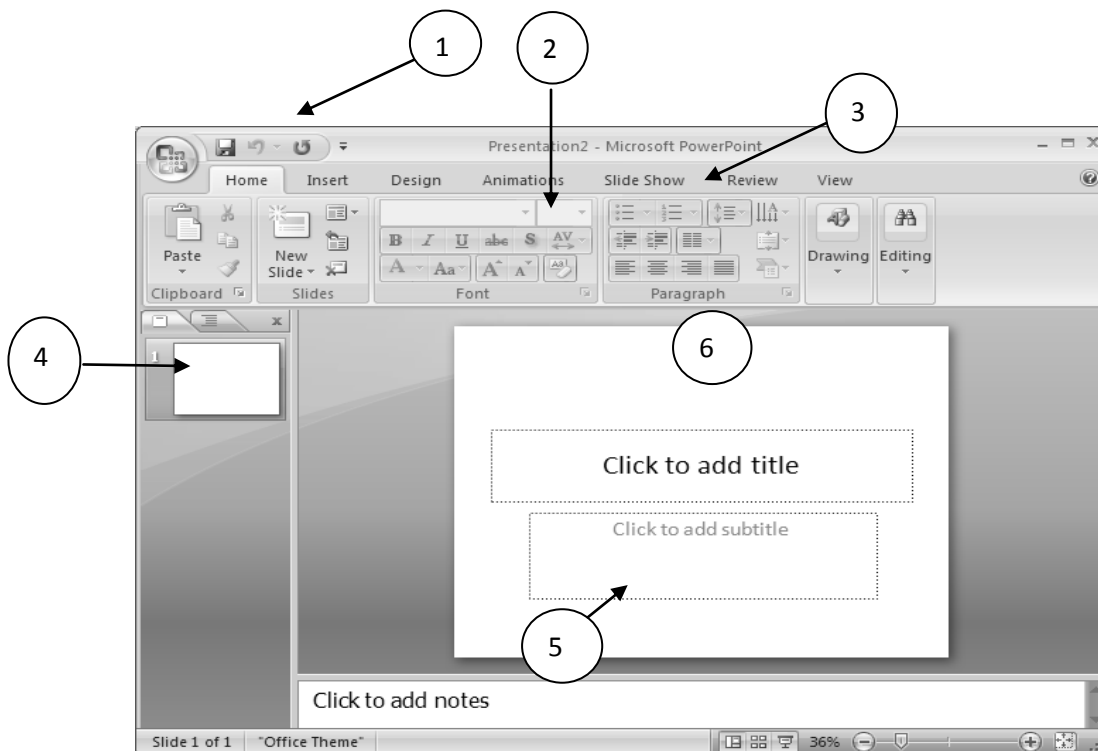 1
2
3
Presentation2 - Microsoft PowerPoint
Home Insert Design Animations Slide Show Review View
Paste
New
Slide
B I U abc S AV
A Aa A A Aa
Drawing Editing
Clipboard Slides Font Paragraph
4
1
6
Click to add title
Click to add subtitle
5
Click to add notes
Slide 1 of 1 "Office Theme" 36%